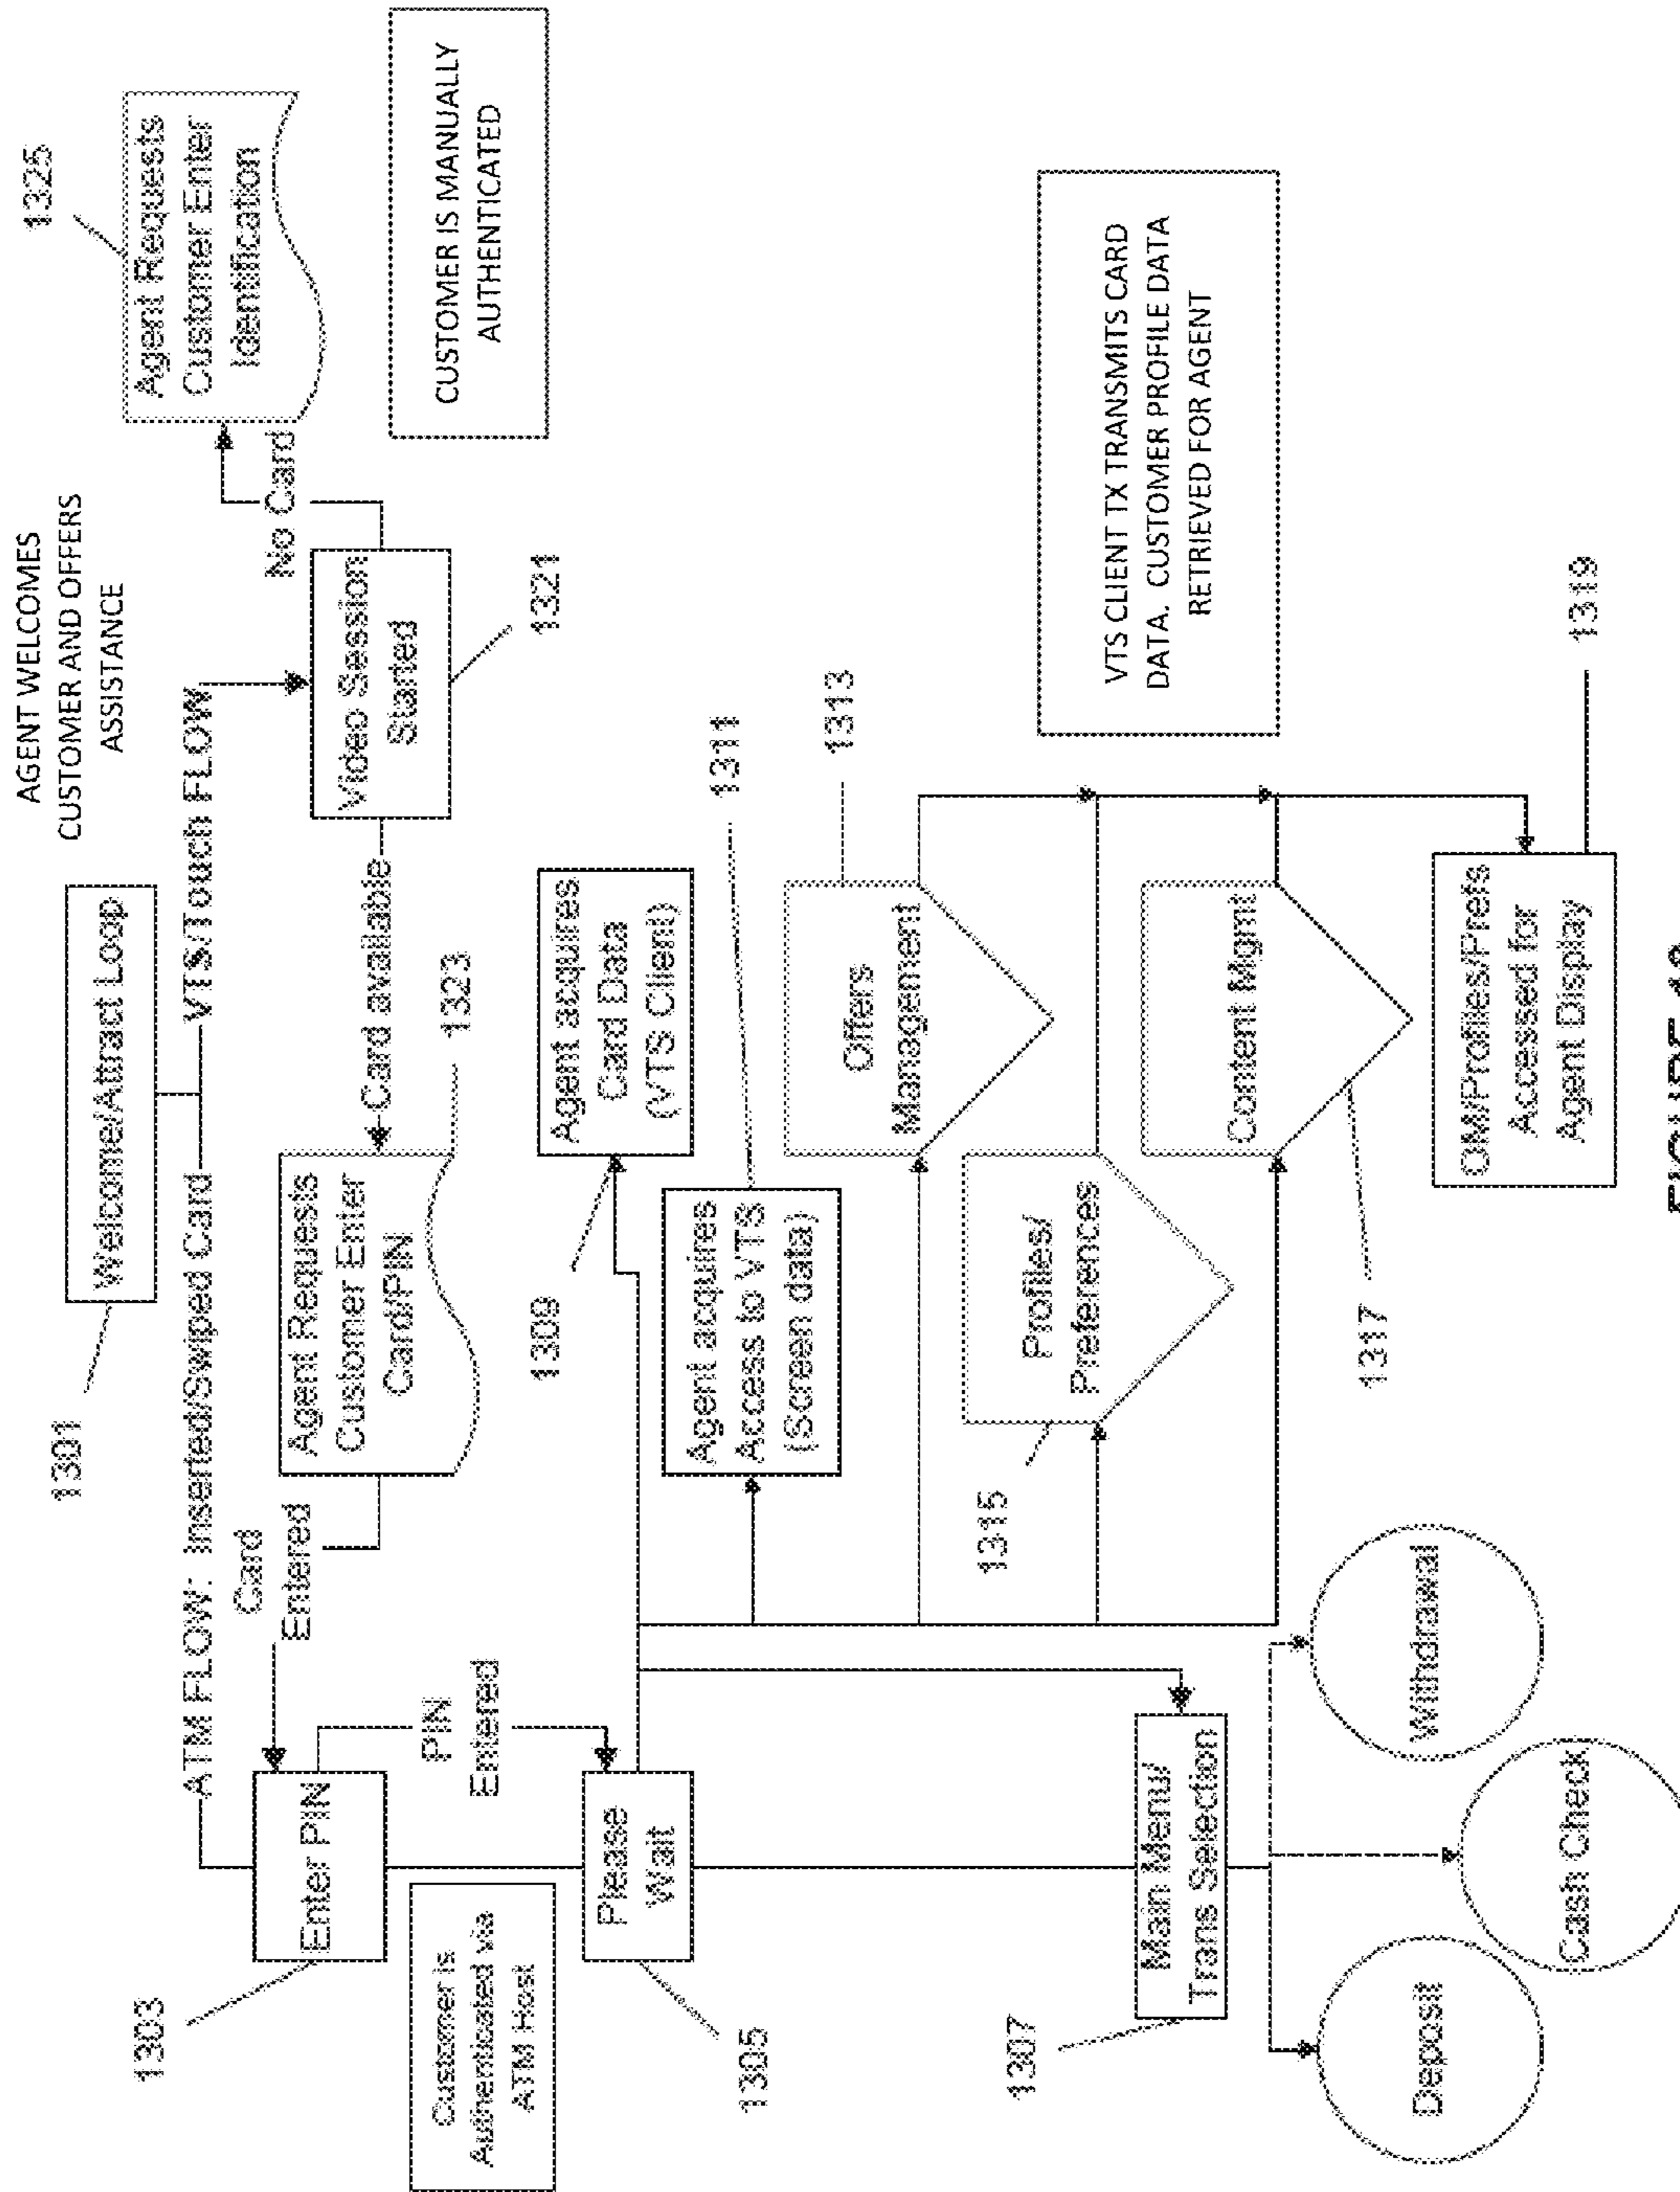 AGENT WELCOMES
CUSTOMER AND OFFERS
ASSISTANCE
1301
Welcome/Attract Loop
ATM FLOW: Inserted/Swiped Card
VTS/Touch FLOW
1325
Agent Requests
Customer Enter
Identification
No Card
Video Session
Started
1321
CUSTOMER IS MANUALLY
AUTHENTICATED
Card available
Agent Requests
Customer Enter
Card/PIN
1323
Card
Entered
1303
Enter PIN
PIN
Entered
Customer is
Authenticated via
ATM Host
Please
Wait
1305
1309
Agent acquires
Card Data
(VTS Client)
Agent acquires
Access to VTS
(Screen data)
1311
Offers
Management
1313
Profiles/
Preferences
1315
Content Mgmt
1317
VTS CLIENT TX TRANSMITS CARD
DATA. CUSTOMER PROFILE DATA
RETRIEVED FOR AGENT
OM/Profiles/Prefs
Accessed for
Agent Display
1319
1307
Main Menu/
Trans Selection
Deposit
Cash Check
Withdrawal